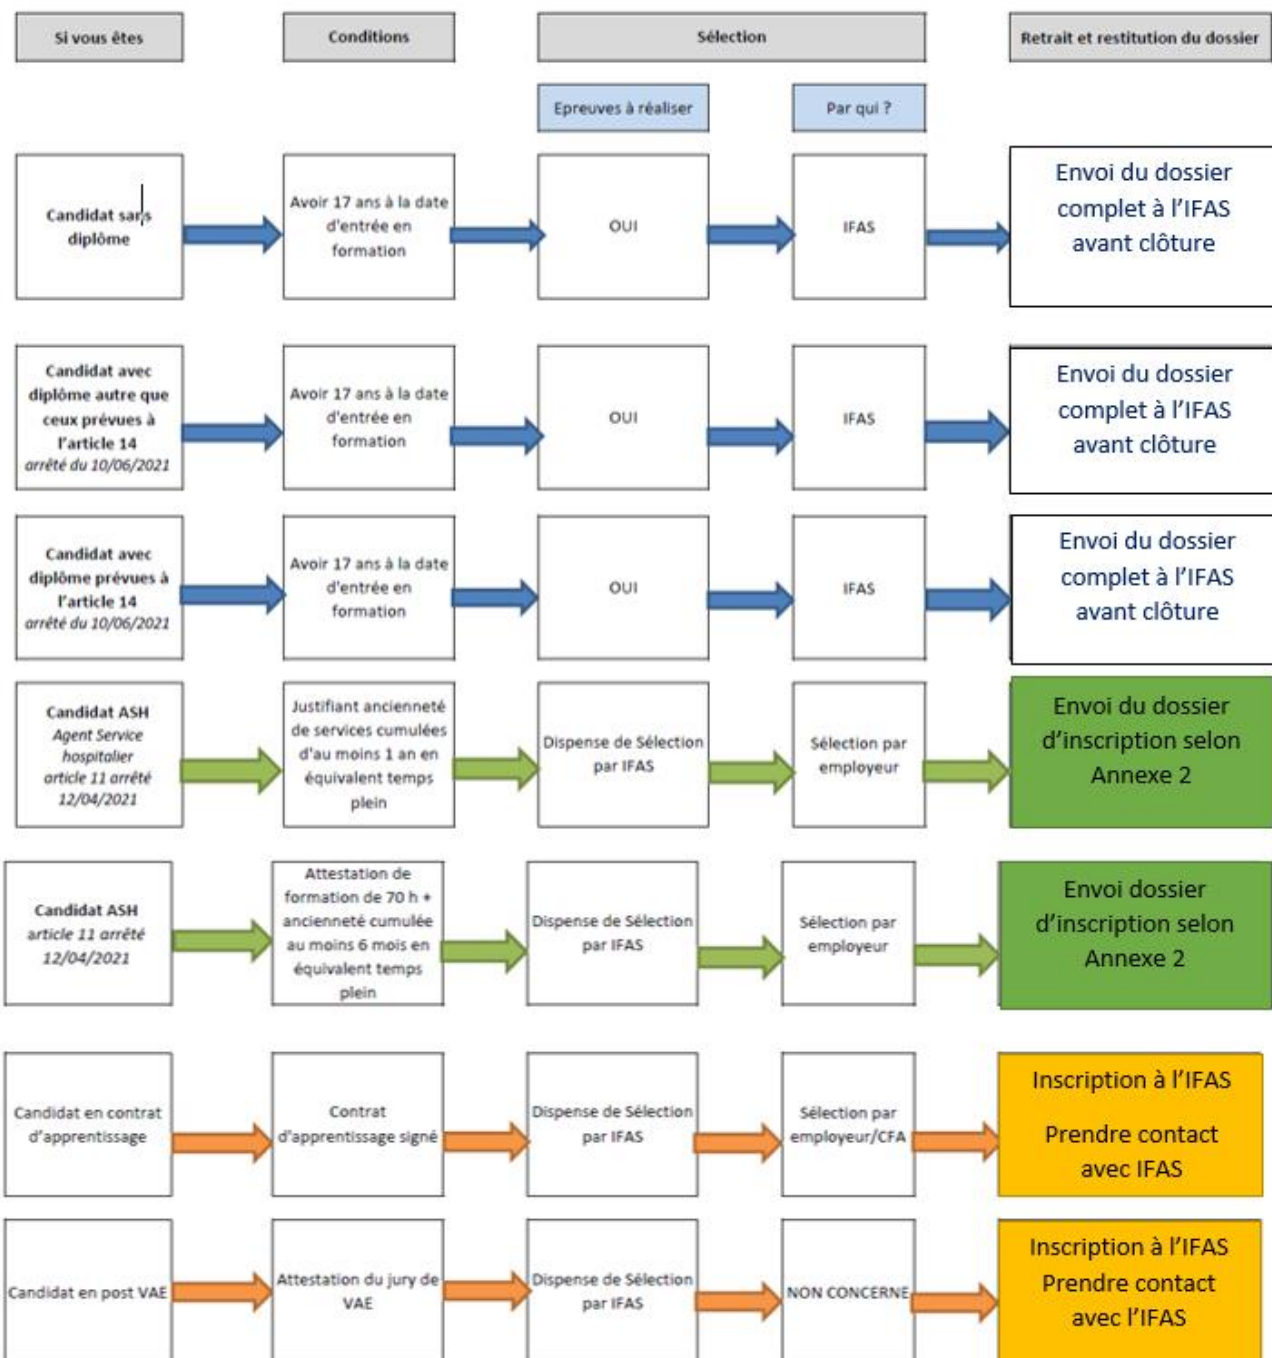 Si vous êtes
Conditions
Sélection
Retrait et restitution du dossier
Epreuves à réaliser
Par qui ?
Candidat sans
diplôme
Avoir 17 ans à la date
d'entrée en
formation
OUI
IFAS
Envoi du dossier
complet à l'IFAS
avant clôture
Candidat avec
diplôme autre que
ceux prévues à
l'article 14
arrêté du 10/06/2021
Avoir 17 ans à la date
d'entrée en
formation
OUI
IFAS
Envoi du dossier
complet à l'IFAS
avant clôture
Candidat avec
diplôme prévues à
l'article 14
arrêté du 10/06/2021
Avoir 17 ans à la date
d'entrée en
formation
OUI
IFAS
Envoi du dossier
complet à l'IFAS
avant clôture
Candidat ASH
Agent Service
hospitalier
article 11 arrêté
12/04/2021
Justifiant ancienneté
de services cumulées
d'au moins 1 an en
équivalent temps
plein
Dispense de Sélection
par IFAS
Sélection par
employeur
Envoi du dossier
d'inscription selon
Annexe 2
Candidat ASH
article 11 arrêté
12/04/2021
Attestation de
formation de 70 h +
ancienneté cumulée
au moins 6 mois en
équivalent temps
plein
Dispense de Sélection
par IFAS
Sélection par
employeur
Envoi dossier
d'inscription selon
Annexe 2
Candidat en contrat
d'apprentissage
Contrat
d'apprentissage signé
Dispense de Sélection
par IFAS
Sélection par
employeur/CFA
Inscription à l'IFAS
Prendre contact
avec IFAS
Candidat en post VAE
Attestation du jury de
VAE
Dispense de Sélection
par IFAS
NON CONCERNE
Inscription à l'IFAS
Prendre contact
avec l'IFAS